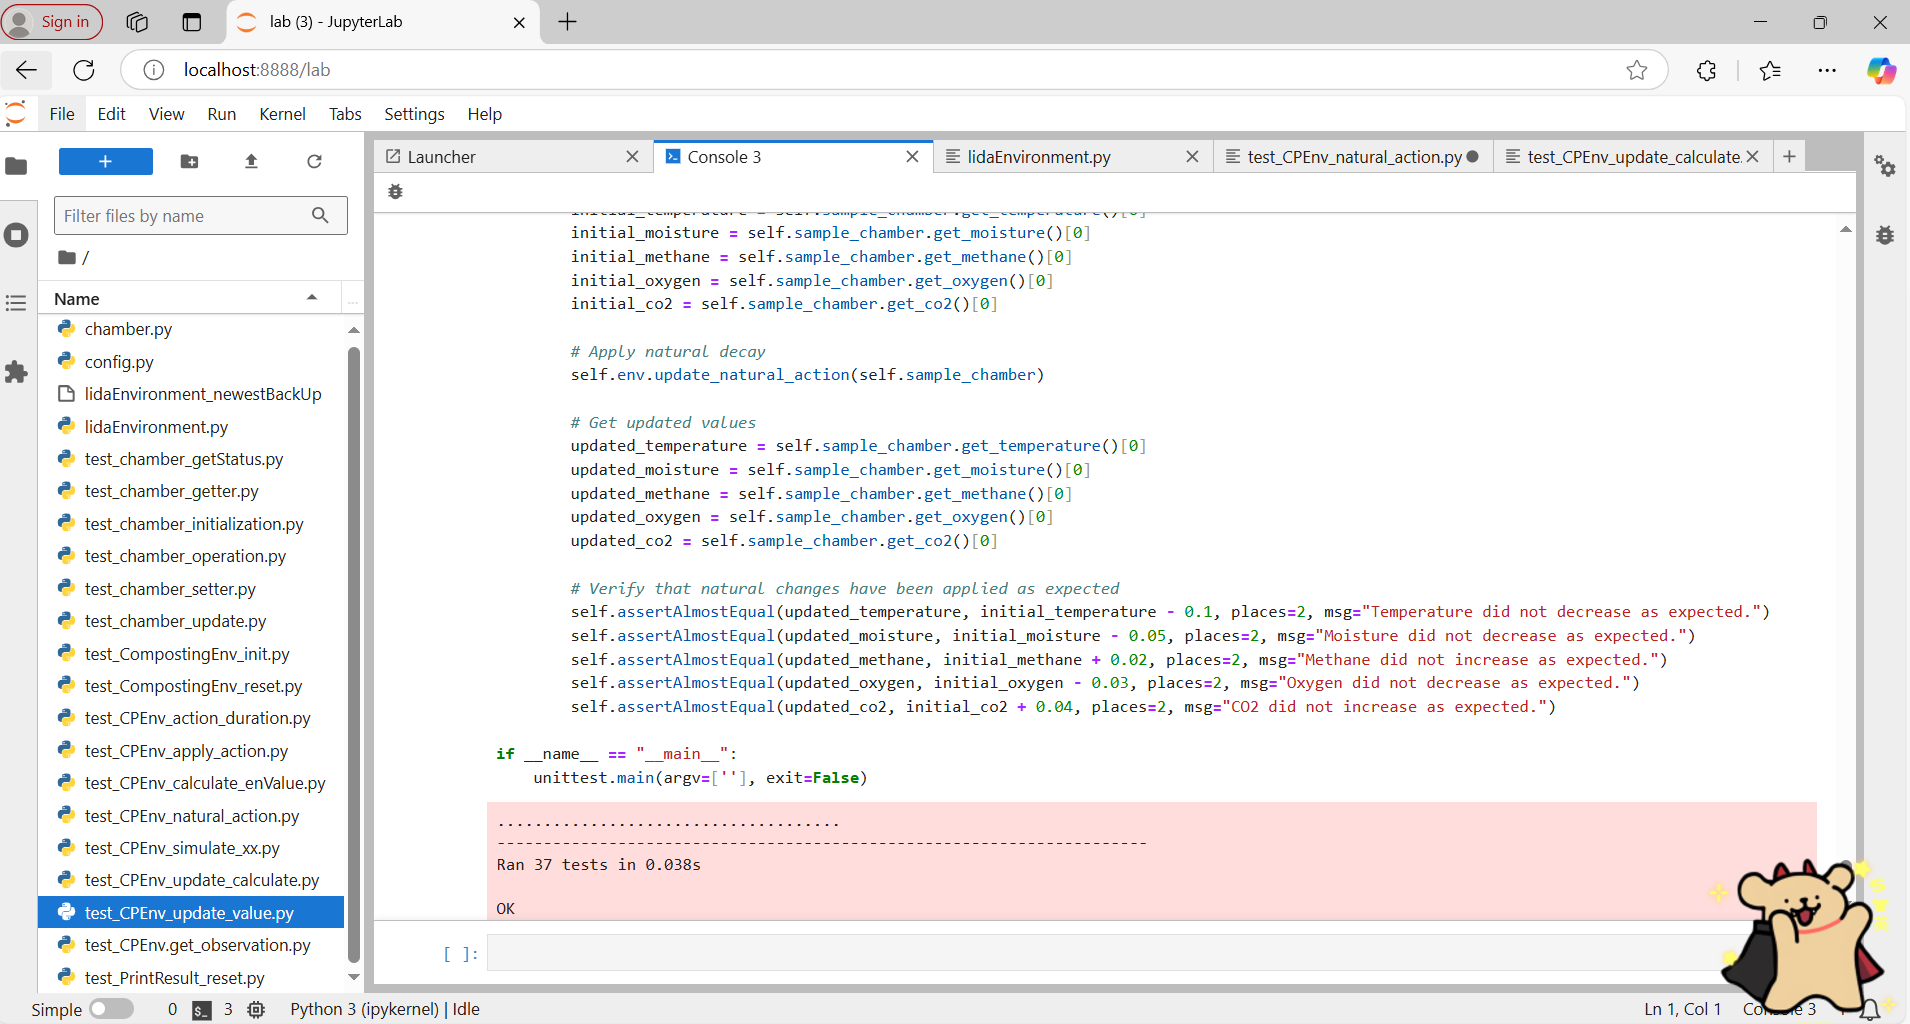 Sign in
lab (3) - JupyterLab
localhost:8888/lab
File Edit View Run Kernel Tabs Settings Help
Filter files by name
/
Name
...
chamber.py
config.py
lidaEnvironment_newestBackUp
lidaEnvironment.py
test_chamber_getStatus.py
test_chamber_getter.py
test_chamber_initialization.py
test_chamber_operation.py
test_chamber_setter.py
test_chamber_update.py
test_CompostingEnv_init.py
test_CompostingEnv_reset.py
test_CPEnv_action_duration.py
test_CPEnv_apply_action.py
test_CPEnv_calculate_enValue.py
test_CPEnv_natural_action.py
test_CPEnv_simulate_xx.py
test_CPEnv_update_calculate.py
test_CPEnv_update_value.py
test_CPEnv.get_observation.py
test_PrintResult_reset.py
Launcher
Console 3
lidaEnvironment.py
test_CPEnv_natural_action.py
test_CPEnv_update_calculate.
initial_temperature = self.sample_chamber.get_temperature()[0]
initial_moisture = self.sample_chamber.get_moisture()[0]
initial_methane = self.sample_chamber.get_methane()[0]
initial_oxygen = self.sample_chamber.get_oxygen()[0]
initial_co2 = self.sample_chamber.get_co2()[0]
# Apply natural decay
self.env.update_natural_action(self.sample_chamber)
# Get updated values
updated_temperature = self.sample_chamber.get_temperature()[0]
updated_moisture = self.sample_chamber.get_moisture()[0]
updated_methane = self.sample_chamber.get_methane()[0]
updated_oxygen = self.sample_chamber.get_oxygen()[0]
updated_co2 = self.sample_chamber.get_co2()[0]
# Verify that natural changes have been applied as expected
self.assertAlmostEqual(updated_temperature, initial_temperature - 0.1, places=2, msg="Temperature did not decrease as expected.")
self.assertAlmostEqual(updated_moisture, initial_moisture - 0.05, places=2, msg="Moisture did not decrease as expected.")
self.assertAlmostEqual(updated_methane, initial_methane + 0.02, places=2, msg="Methane did not increase as expected.")
self.assertAlmostEqual(updated_oxygen, initial_oxygen - 0.03, places=2, msg="Oxygen did not decrease as expected.")
self.assertAlmostEqual(updated_co2, initial_co2 + 0.04, places=2, msg="CO2 did not increase as expected.")
if __name__ == "__main__":
unittest.main(argv=[''], exit=False)
.....................................
----------------------------------------------------------------------
Ran 37 tests in 0.038s
OK
[ ]:
Simple 0 3 Python 3 (ipykernel) | Idle
Ln 1, Col 1